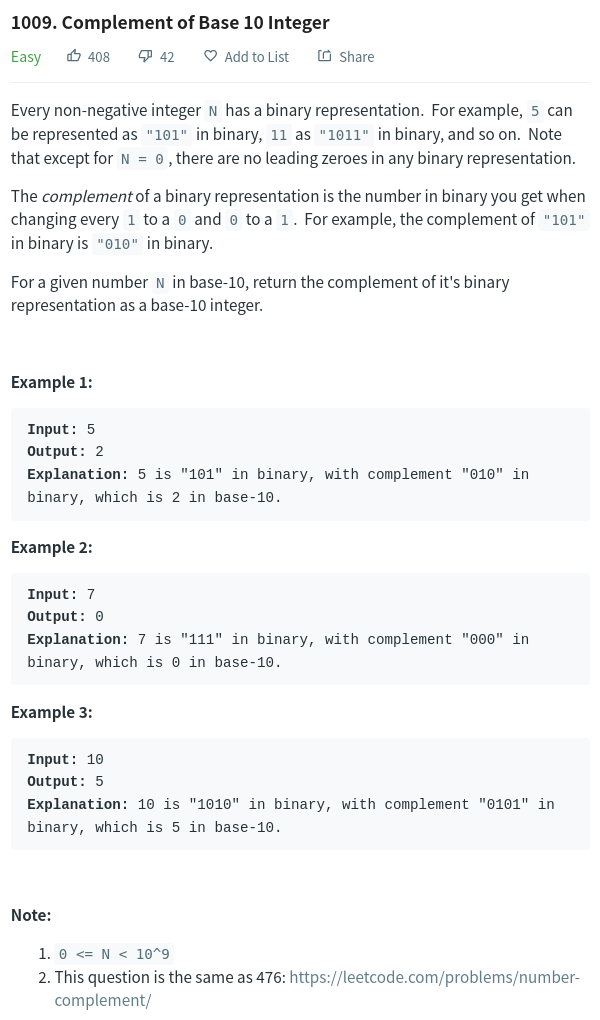 1009. Complement of Base 10 Integer
Easy 408 42 Add to List Share
Every non-negative integer N has a binary representation. For example, 5 can
be represented as "101" in binary, 11 as "1011" in binary, and so on. Note
that except for N = 0, there are no leading zeroes in any binary representation.
The complement of a binary representation is the number in binary you get when
changing every 1 to a 0 and 0 to a 1. For example, the complement of "101"
in binary is "010" in binary.
For a given number N in base-10, return the complement of it's binary
representation as a base-10 integer.
Example 1:
Input: 5
Output: 2
Explanation: 5 is "101" in binary, with complement "010" in
binary, which is 2 in base-10.
Example 2:
Input: 7
Output: 0
Explanation: 7 is "111" in binary, with complement "000" in
binary, which is 0 in base-10.
Example 3:
Input: 10
Output: 5
Explanation: 10 is "1010" in binary, with complement "0101" in
binary, which is 5 in base-10.
Note:
1. 0 <= N < 10^9
2. This question is the same as 476: https://leetcode.com/problems/number-
complement/